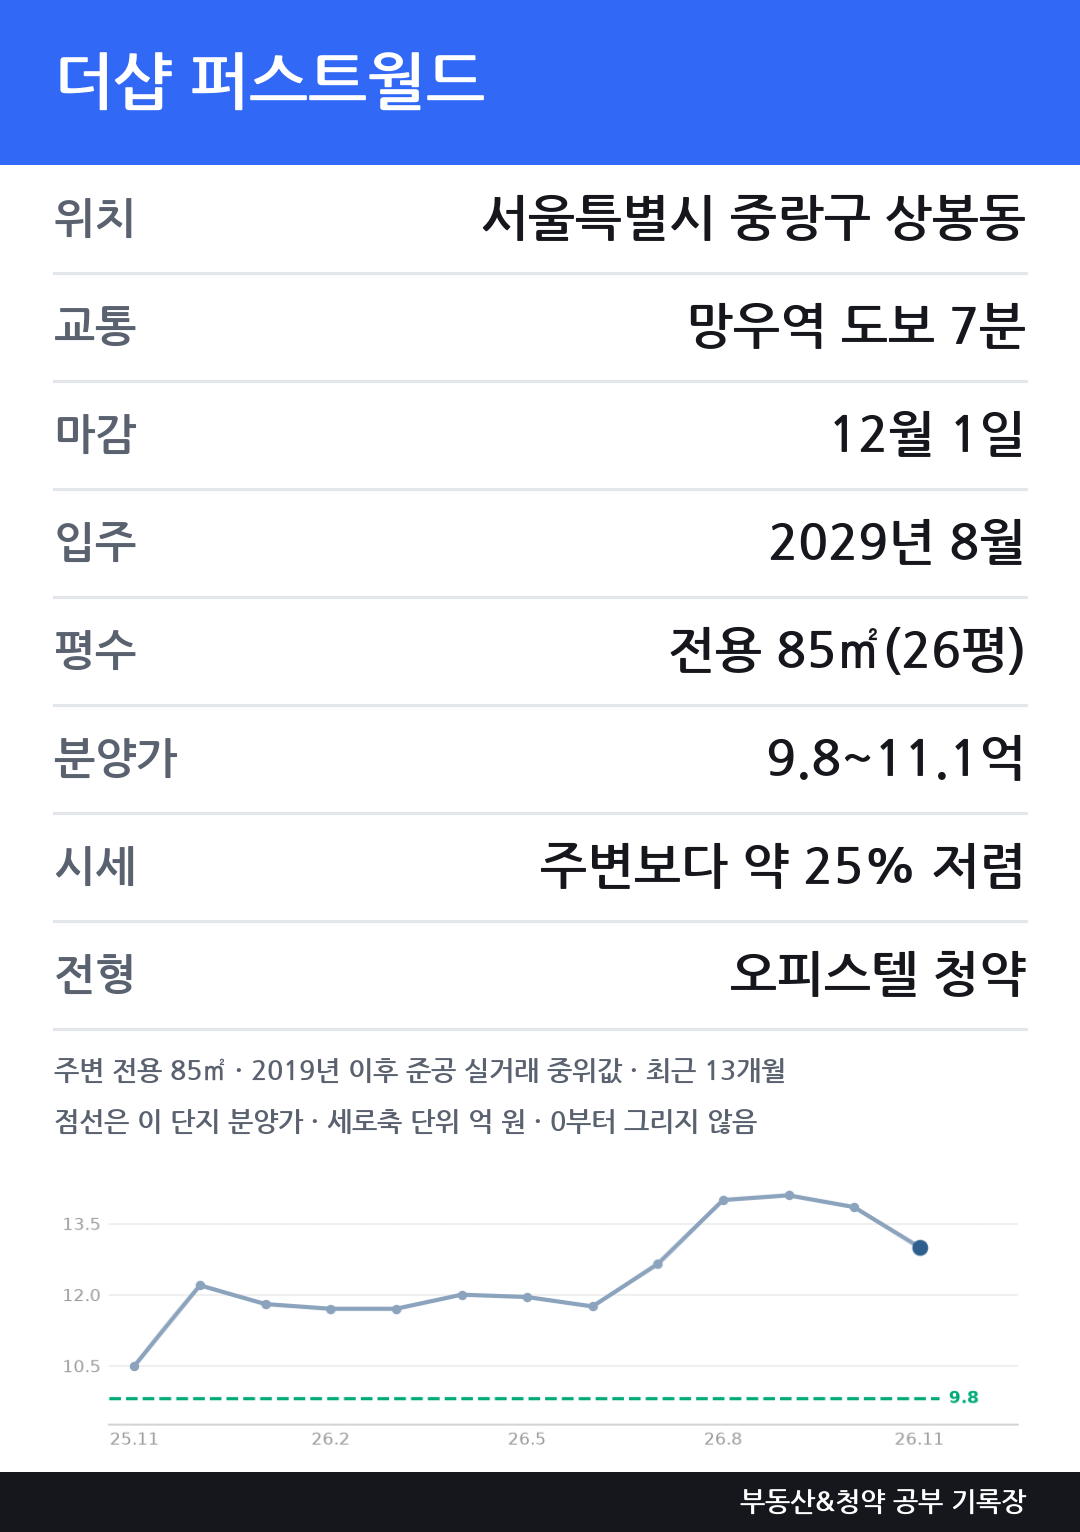 더샵 퍼스트월드
위치 서울특별시 중랑구 상봉동
교통 망우역 도보 7분
마감 12월 1일
입주 2029년 8월
평수 전용 85㎡(26평)
분양가 9.8~11.1억
시세 주변보다 약 25% 저렴
전형 오피스텔 청약
주변 전용 85㎡ · 2019년 이후 준공 실거래 중위값 · 최근 13개월
점선은 이 단지 분양가 · 세로축 단위 억 원 · 0부터 그리지 않음
13.5
12.0
10.5
9.8
25.11 26.2 26.5 26.8 26.11
부동산&청약 공부 기록장